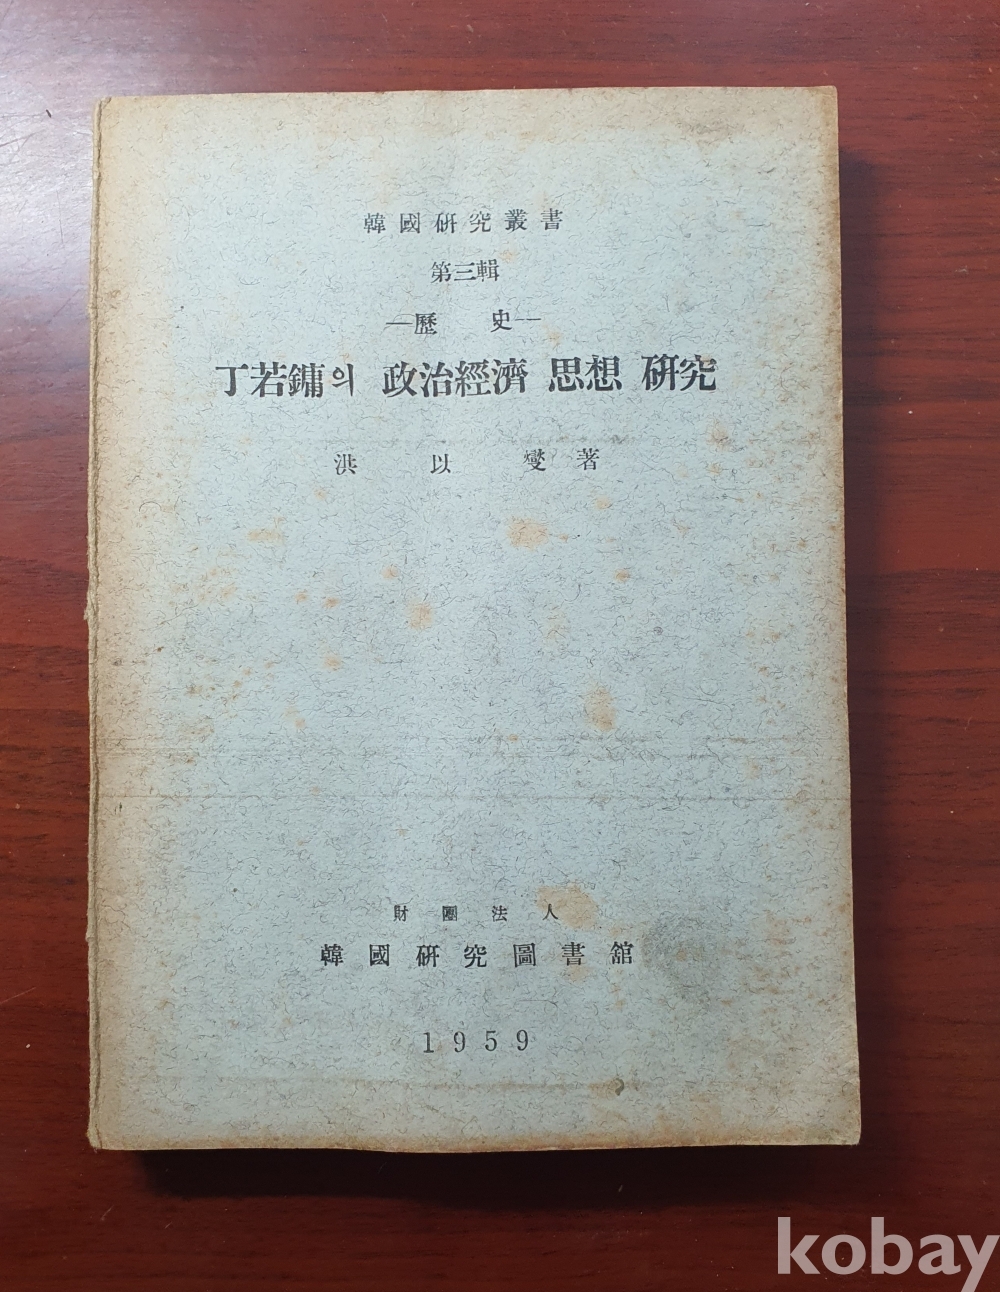 韓國硏究叢書
第三輯
—歷 史—
丁若鏞의 政治經濟 思想 硏究
洪 以 燮 著
財團法人
韓國硏究圖書舘
1959
kobay